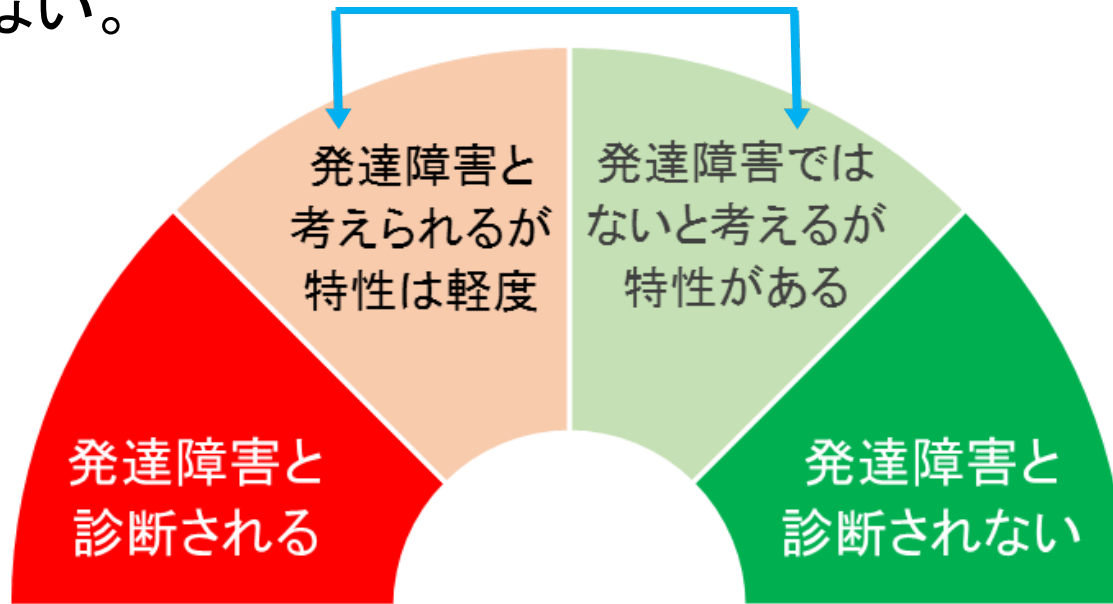 ない。
発達障害と
考えられるが
特性は軽度
発達障害では
ないと考えるが
特性がある
発達障害と
診断される
発達障害と
診断されない